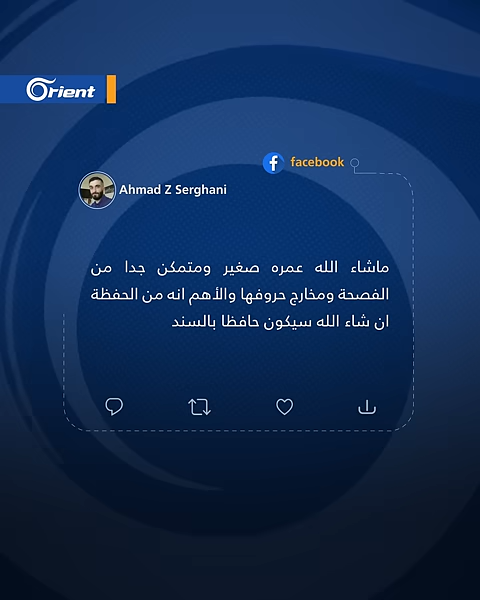 Orient
facebook
Ahmad Z Serghani
ماشاء الله عمره صغير ومتمكن جدا من
الفصحة ومخارج حروفها والأهم انه من الحفظة
ان شاء الله سيكون حافظا بالسند